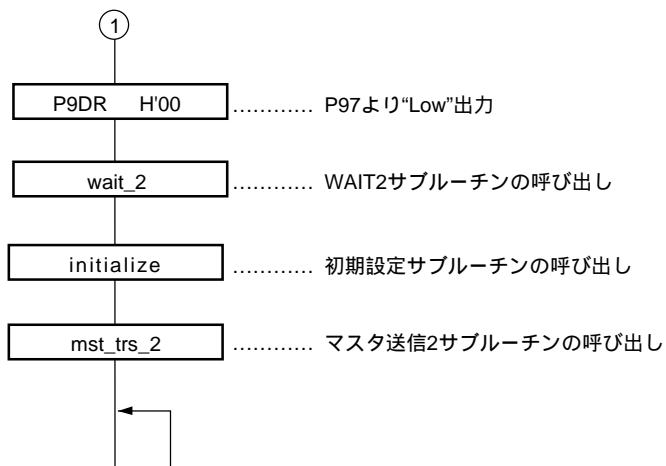 1
P9DR H'00 ............ P97より“Low”出力
wait_2 ............ WAIT2サブルーチンの呼び出し
initialize ............ 初期設定サブルーチンの呼び出し
mst_trs_2 ............ マスタ送信2サブルーチンの呼び出し